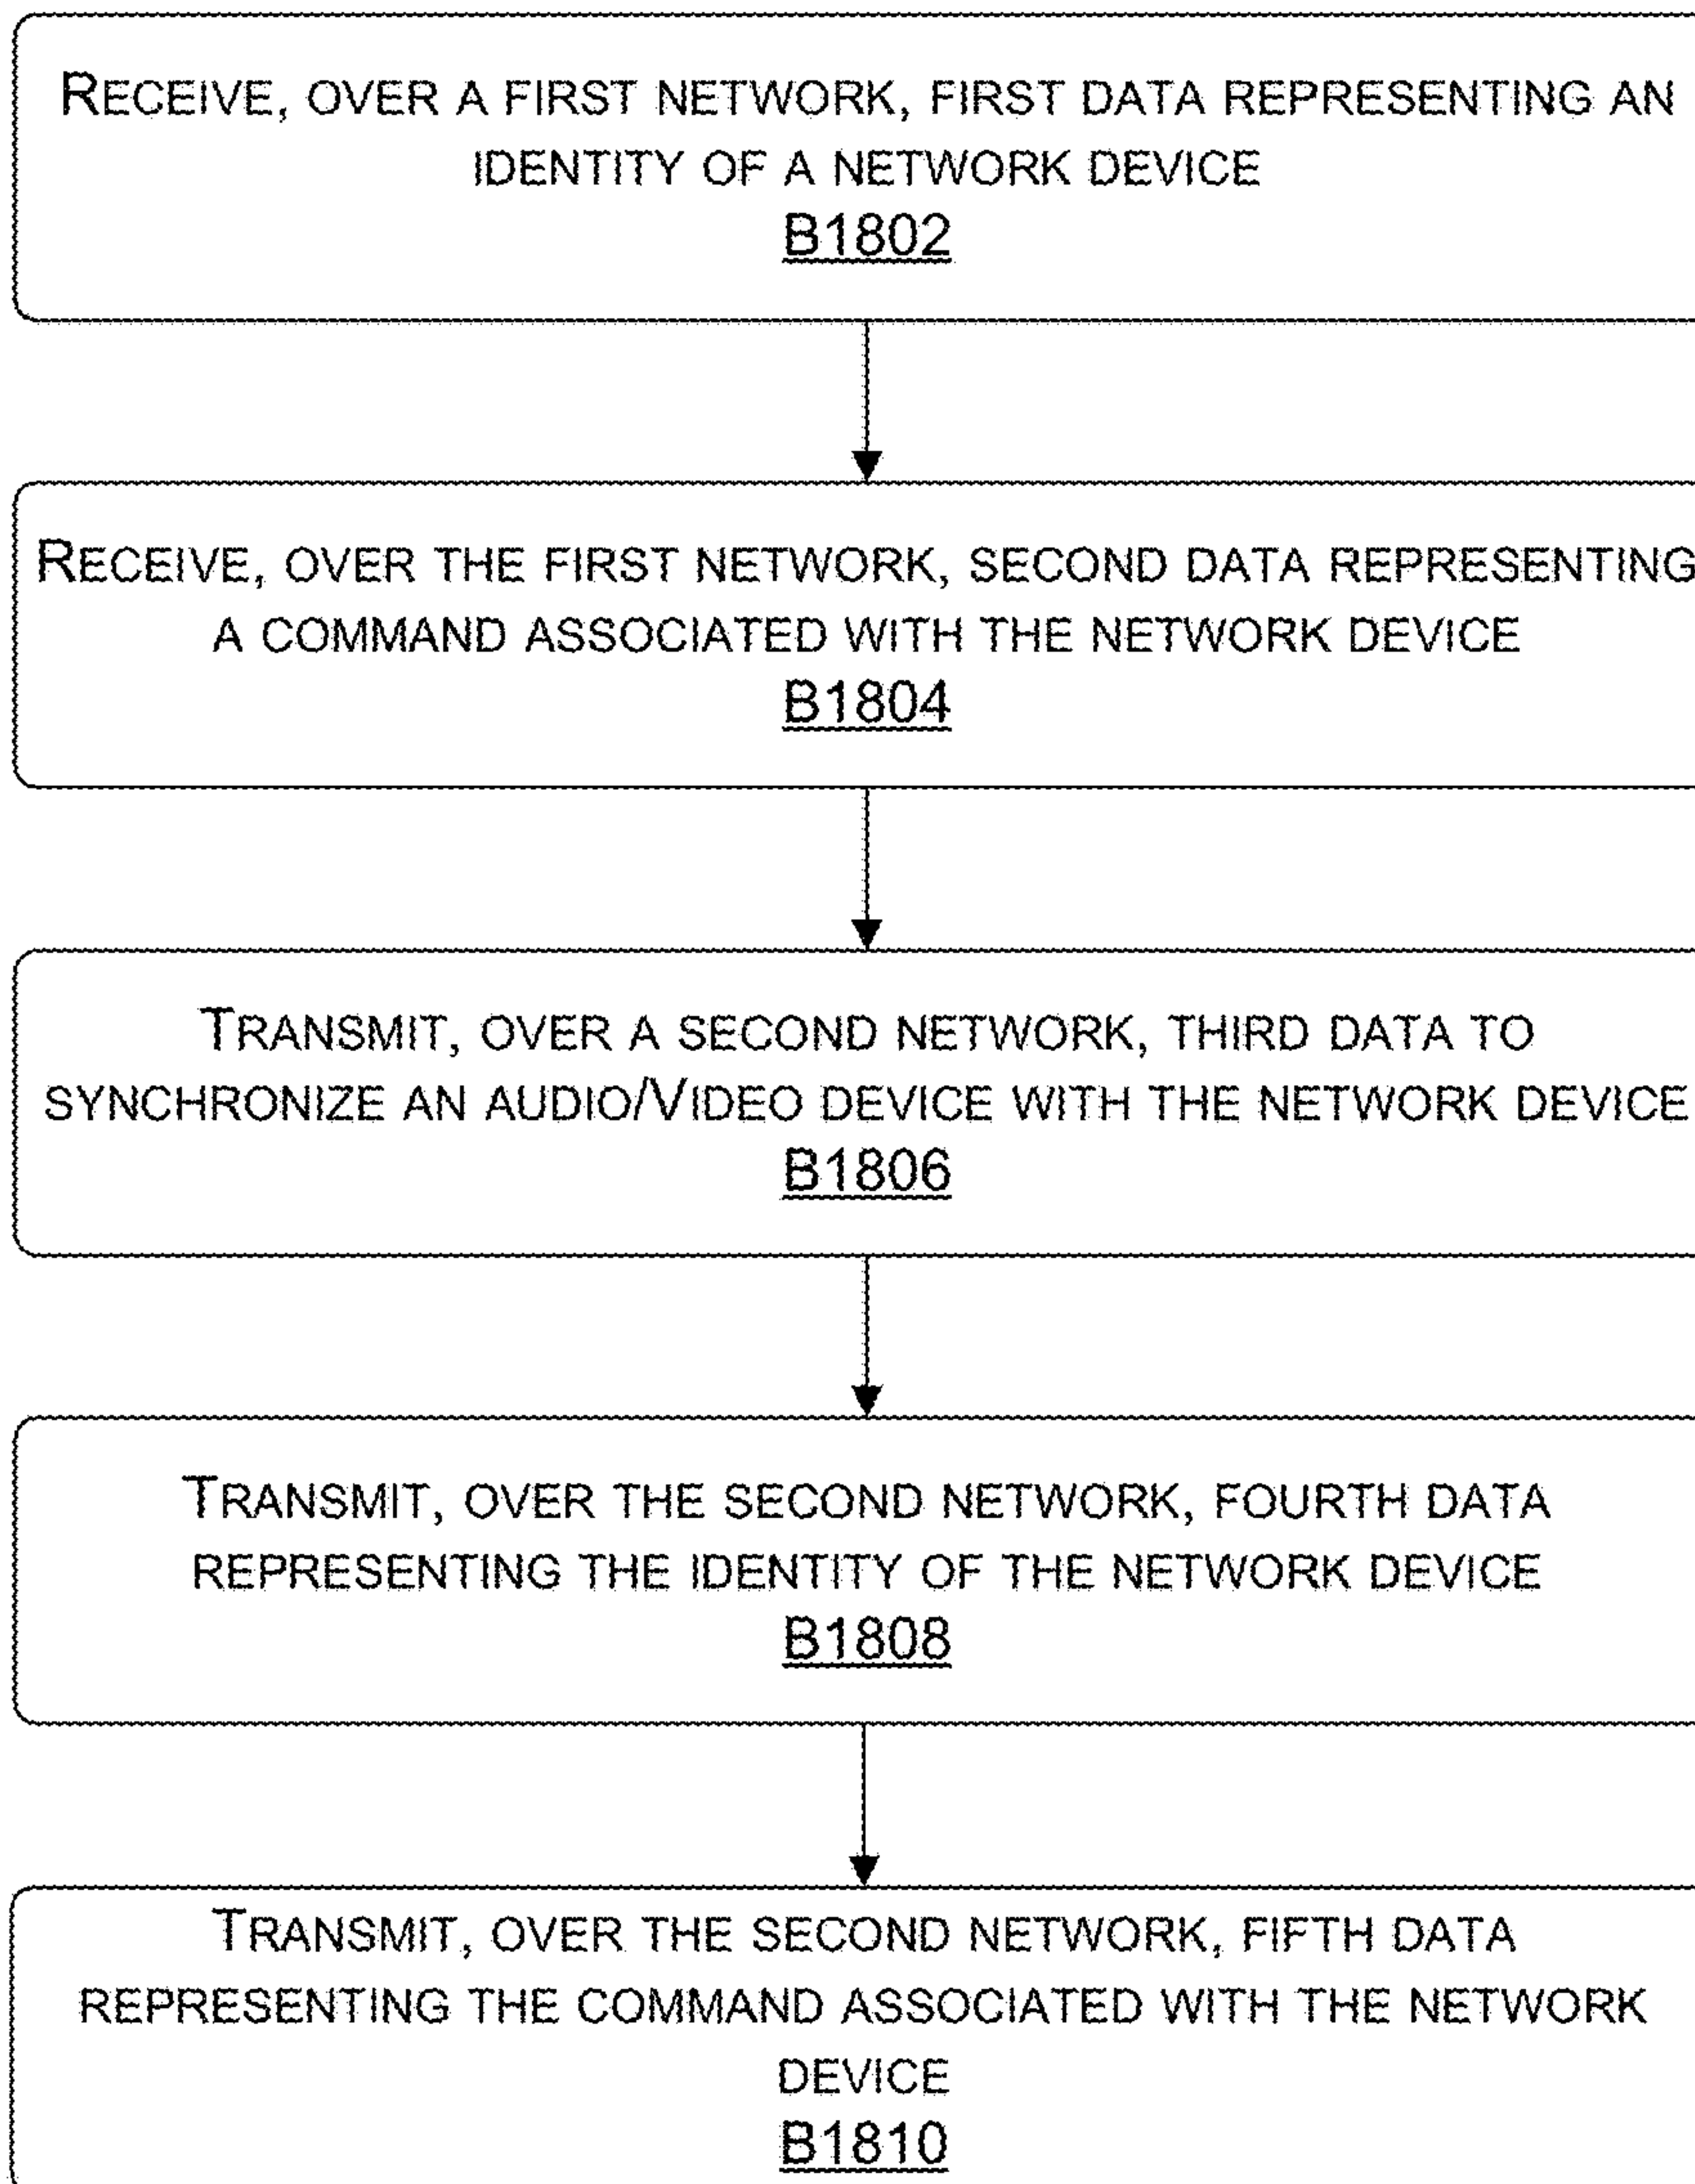 RECEIVE, OVER A FIRST NETWORK, FIRST DATA REPRESENTING AN
IDENTITY OF A NETWORK DEVICE
B1802
RECEIVE, OVER THE FIRST NETWORK, SECOND DATA REPRESENTING
A COMMAND ASSOCIATED WITH THE NETWORK DEVICE
B1804
TRANSMIT, OVER A SECOND NETWORK, THIRD DATA TO
SYNCHRONIZE AN AUDIO/VIDEO DEVICE WITH THE NETWORK DEVICE
B1806
TRANSMIT, OVER THE SECOND NETWORK, FOURTH DATA
REPRESENTING THE IDENTITY OF THE NETWORK DEVICE
B1808
TRANSMIT, OVER THE SECOND NETWORK, FIFTH DATA
REPRESENTING THE COMMAND ASSOCIATED WITH THE NETWORK
DEVICE
B1810